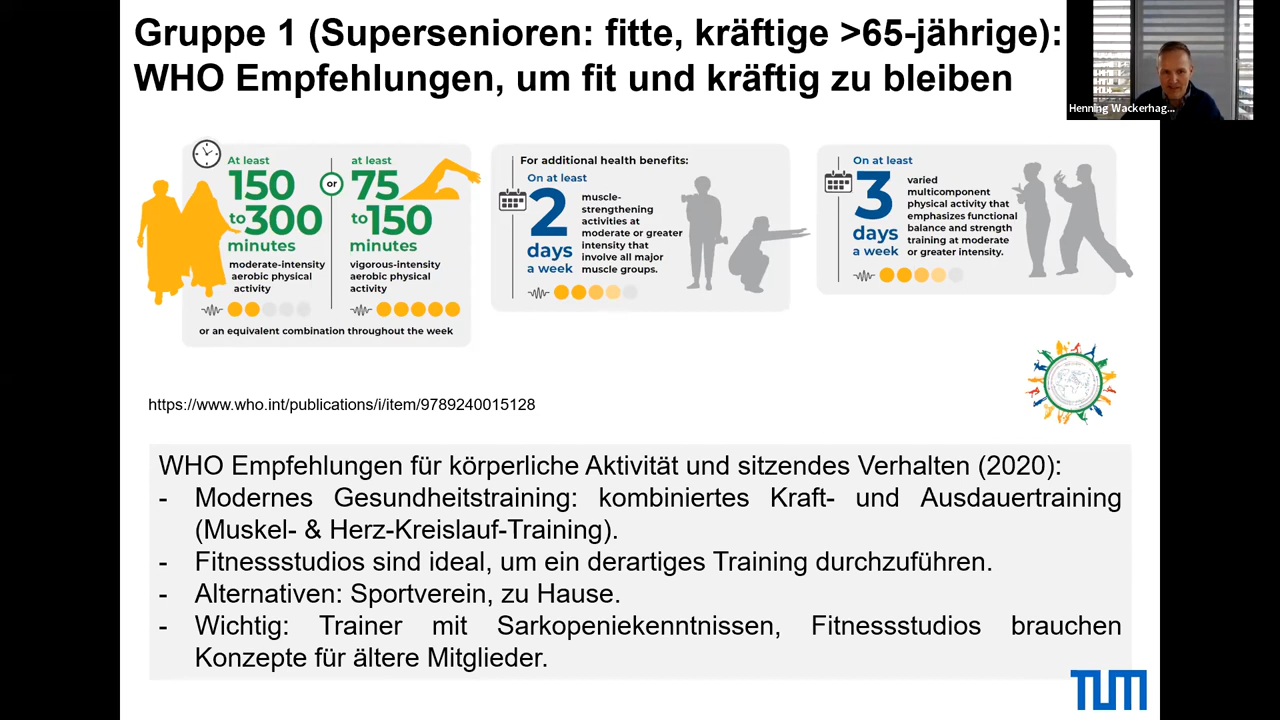 Gruppe 1 (Supersenioren: fitte, kräftige >65-jährige):
WHO Empfehlungen, um fit und kräftig zu bleiben
Henning Wackerhag...
At least
150
to 300
minutes
moderate-intensity
aerobic physical
activity
or
at least
75
to 150
minutes
vigorous-intensity
aerobic physical
activity
or an equivalent combination throughout the week
For additional health benefits:
On at least
2
days
a week
muscle-
strengthening
activities at
moderate or greater
intensity that
involve all major
muscle groups.
On at least
3
days
a week
varied
multicomponent
physical activity that
emphasizes functional
balance and strength
training at moderate
or greater intensity.
https://www.who.int/publications/i/item/9789240015128
WHO Empfehlungen für körperliche Aktivität und sitzendes Verhalten (2020):
- Modernes Gesundheitstraining: kombiniertes Kraft- und Ausdauertraining
(Muskel- & Herz-Kreislauf-Training).
- Fitnessstudios sind ideal, um ein derartiges Training durchzuführen.
- Alternativen: Sportverein, zu Hause.
- Wichtig: Trainer mit Sarkopeniekenntnissen, Fitnessstudios brauchen
Konzepte für ältere Mitglieder.
TUM